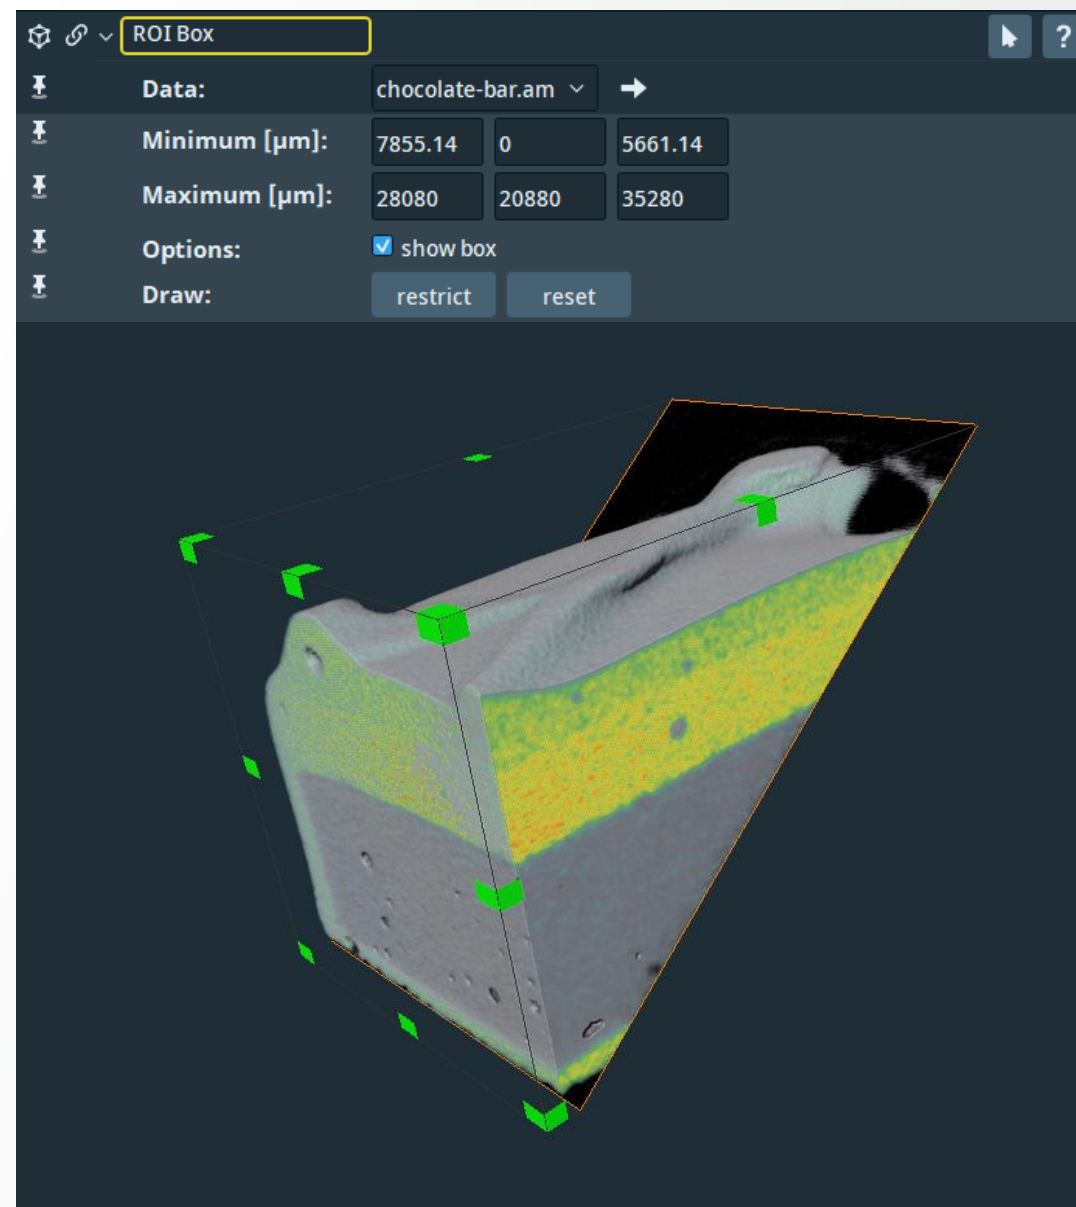 ROI Box ?
Data: chocolate-bar.am
Minimum [µm]: 7855.14 0 5661.14
Maximum [µm]: 28080 20880 35280
Options: show box
Draw: restrict reset